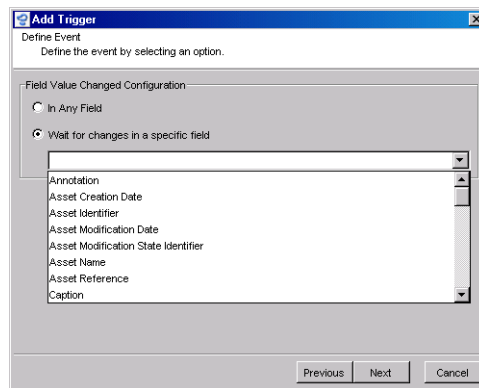 Add Trigger
Define Event
Define the event by selecting an option.
Field Value Changed Configuration
In Any Field
Wait for changes in a specific field
Annotation
Asset Creation Date
Asset Identifier
Asset Modification Date
Asset Modification State Identifier
Asset Name
Asset Reference
Caption
Previous Next Cancel